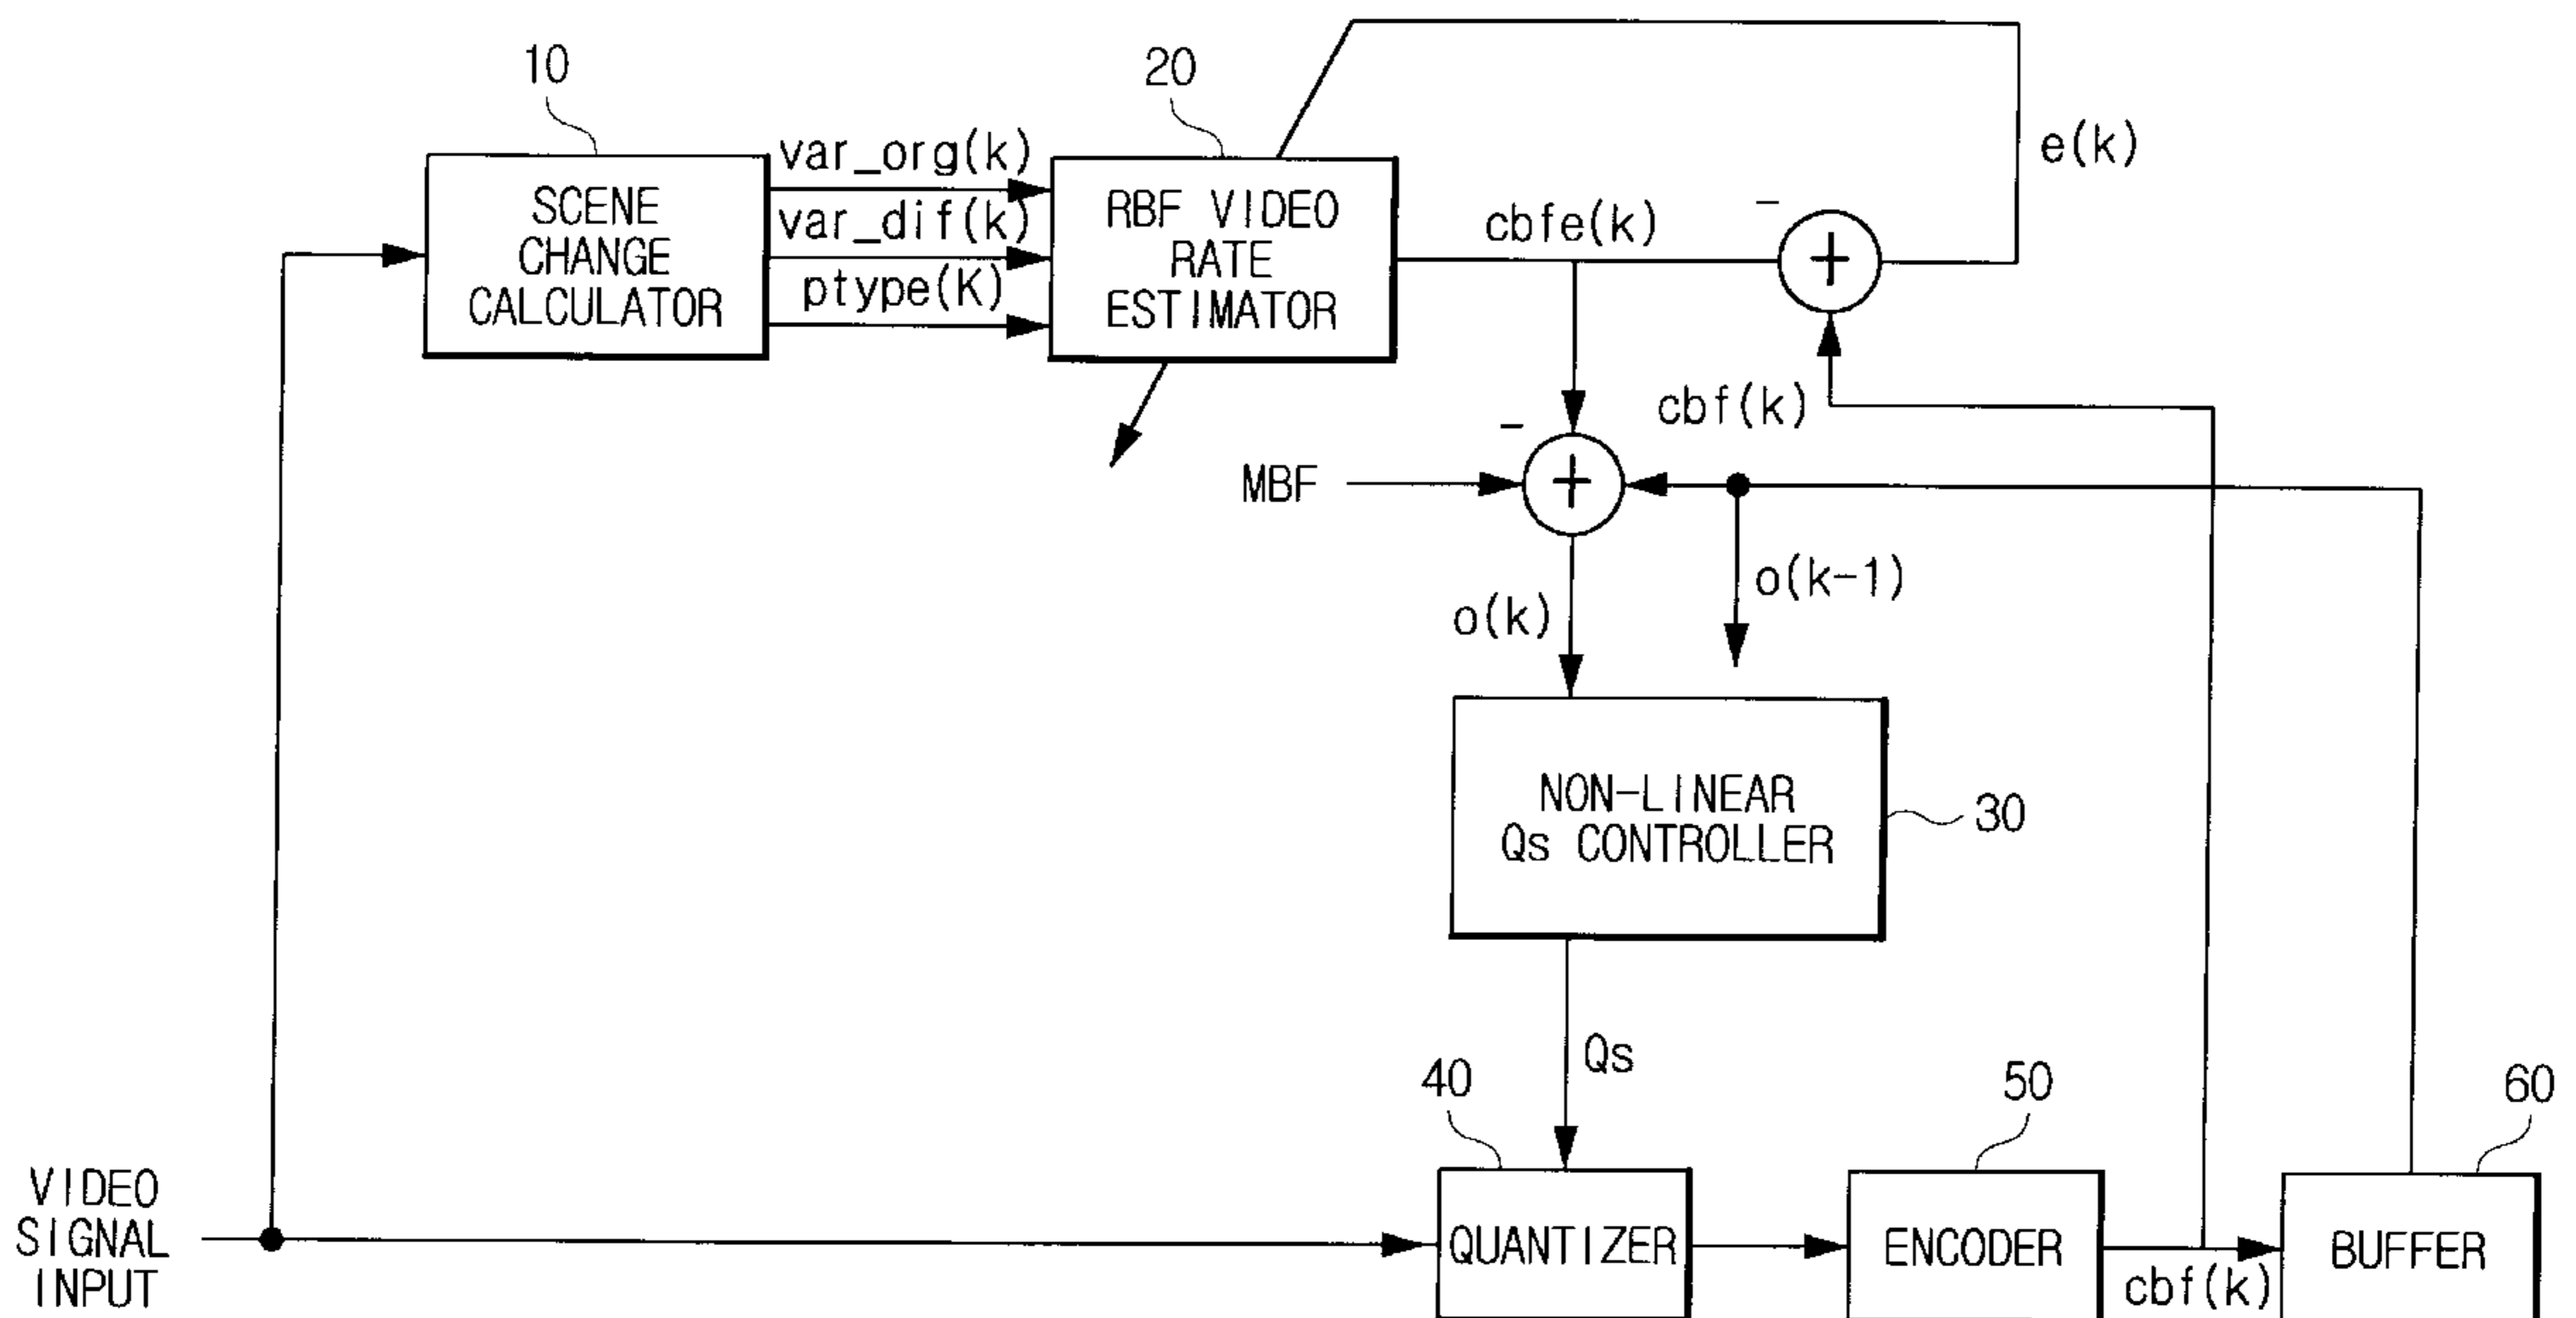 10
20
var_org(k)
e(k)
SCENE
CHANGE
CALCULATOR
var_dif(k)
ptype(K)
RBF VIDEO
RATE
ESTIMATOR
cbfe(k)
-
+
cbf(k)
-
MBF
+
o(k-1)
o(k)
NON-LINEAR
Qs CONTROLLER
30
Qs
40
50
60
VIDEO
SIGNAL
INPUT
QUANTIZER
ENCODER
cbf(k)
BUFFER